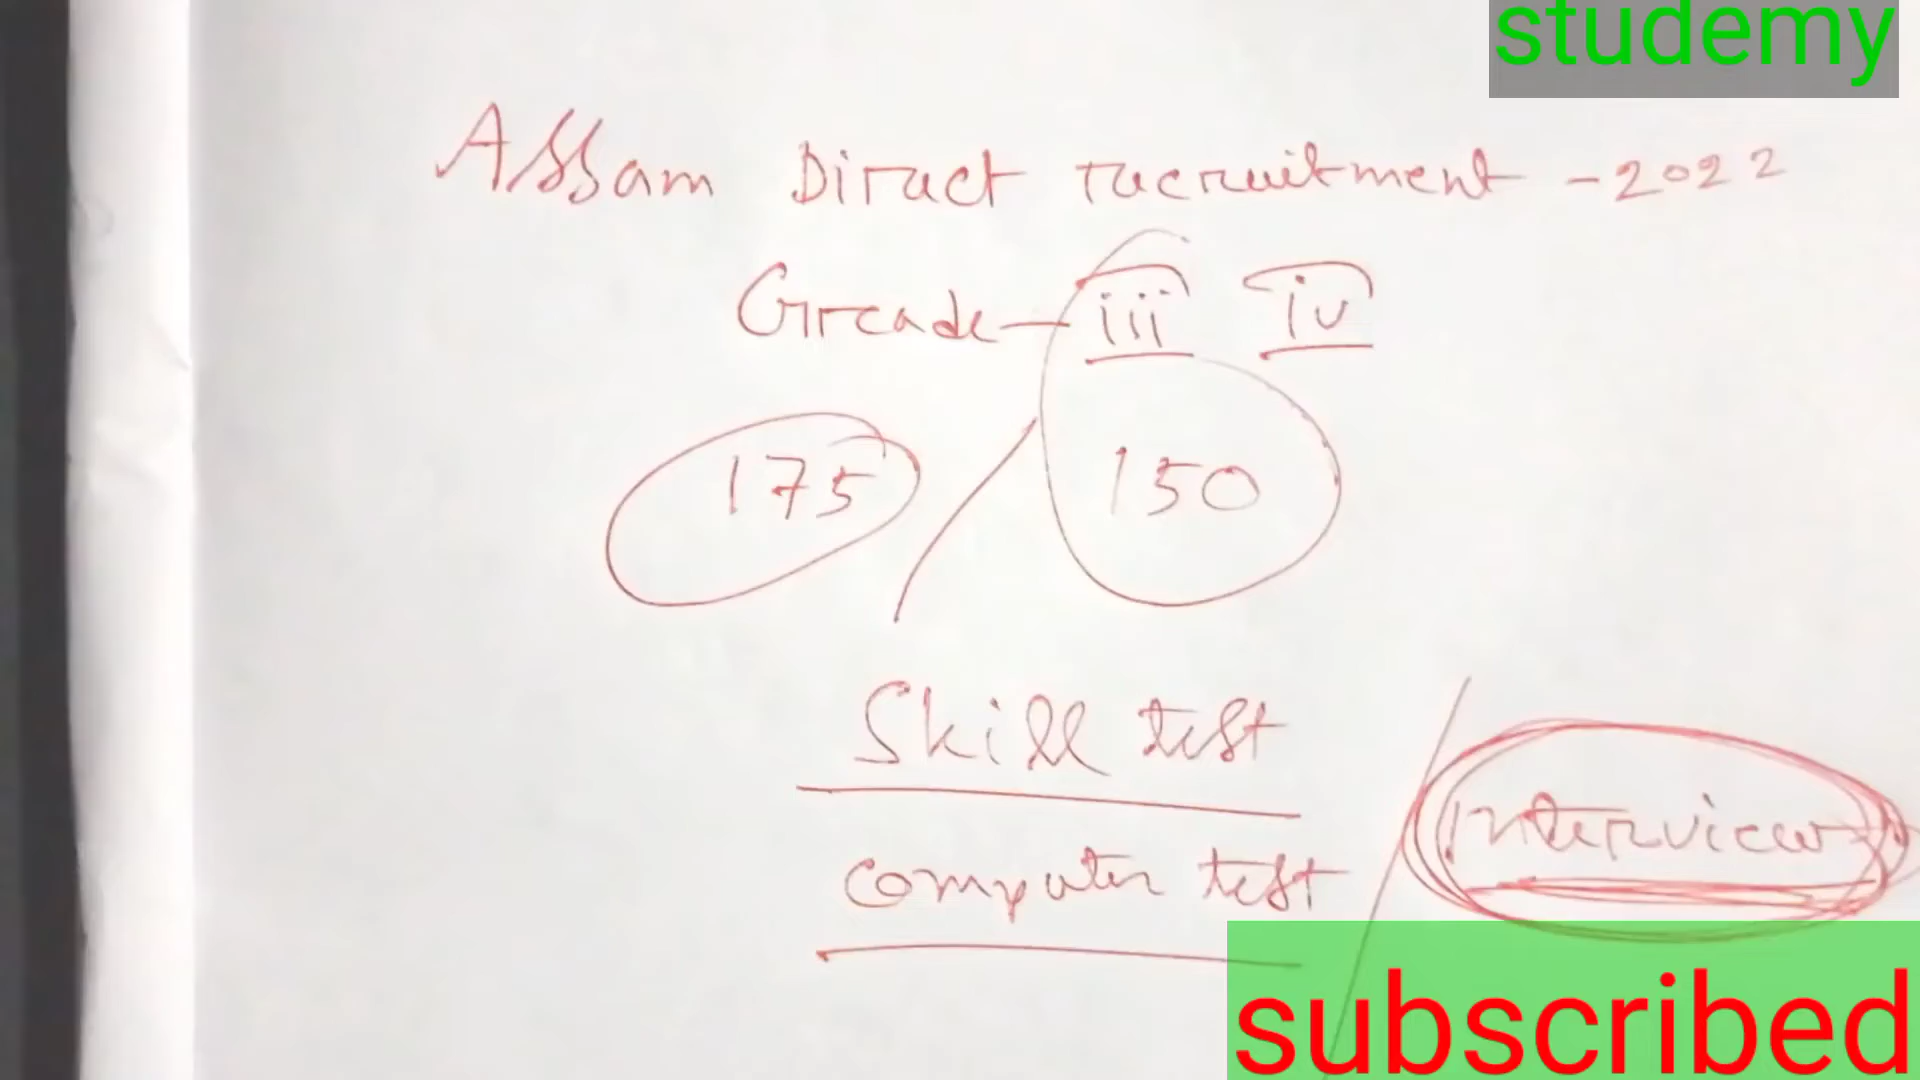 studemy
Assam Direct recruitment - 2022
Grade - iii iv
175 / 150
Skill test
Interview
Computer test
subscribed